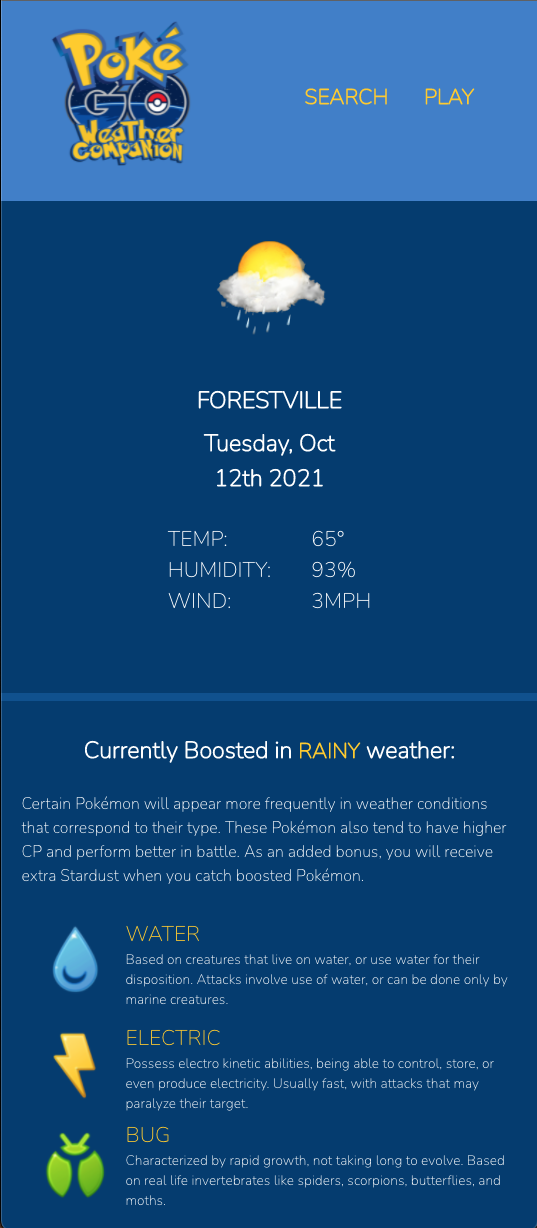 Poké
GO
Weather
Companion
SEARCH PLAY
FORESTVILLE
Tuesday, Oct
12th 2021
TEMP: 65°
HUMIDITY: 93%
WIND: 3MPH
Currently Boosted in RAINY weather:
Certain Pokémon will appear more frequently in weather conditions
that correspond to their type. These Pokémon also tend to have higher
CP and perform better in battle. As an added bonus, you will receive
extra Stardust when you catch boosted Pokémon.
WATER
Based on creatures that live on water, or use water for their
disposition. Attacks involve use of water, or can be done only by
marine creatures.
ELECTRIC
Possess electro kinetic abilities, being able to control, store, or
even produce electricity. Usually fast, with attacks that may
paralyze their target.
BUG
Characterized by rapid growth, not taking long to evolve. Based
on real life invertebrates like spiders, scorpions, butterflies, and
moths.